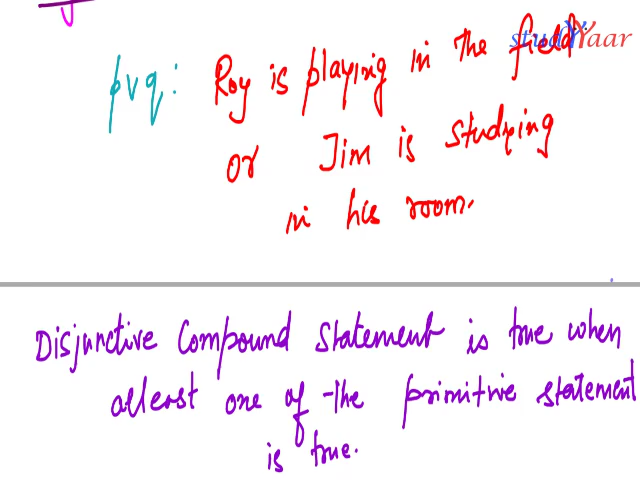 studyYaar
p∨q: Roy is playing in the field
or Jim is studying
in his room.
Disjunctive Compound Statement is true when
atleast one of the primitive statement
is true.